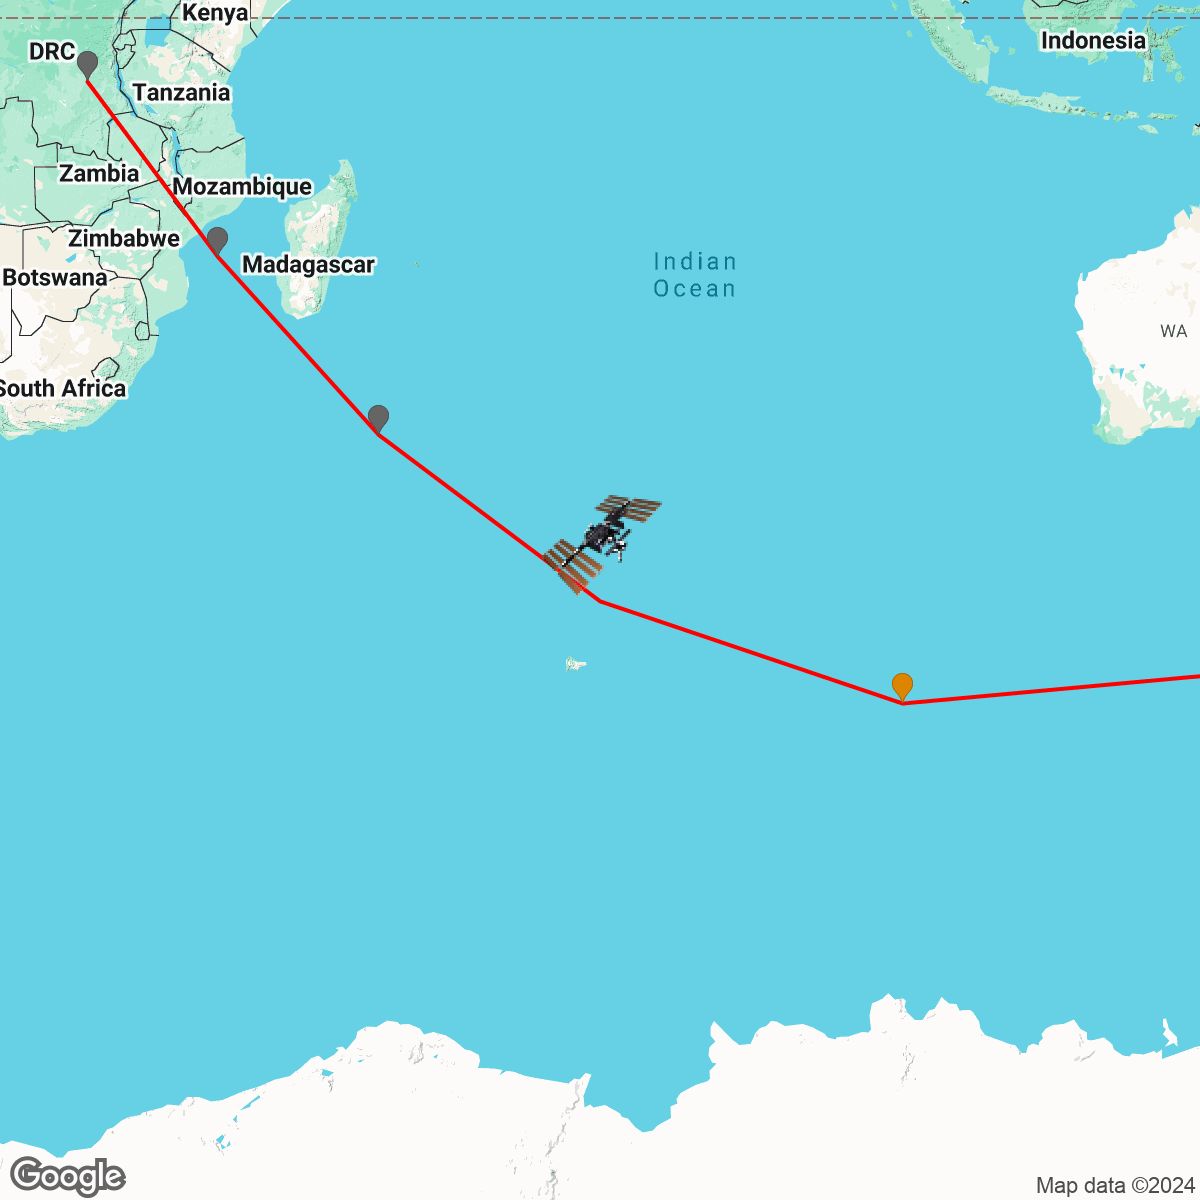 Kenya
DRC
Indonesia
Tanzania
Zambia
Mozambique
Zimbabwe
Madagascar
Indian
Ocean
Botswana
WA
South Africa
Google
Map data ©2024